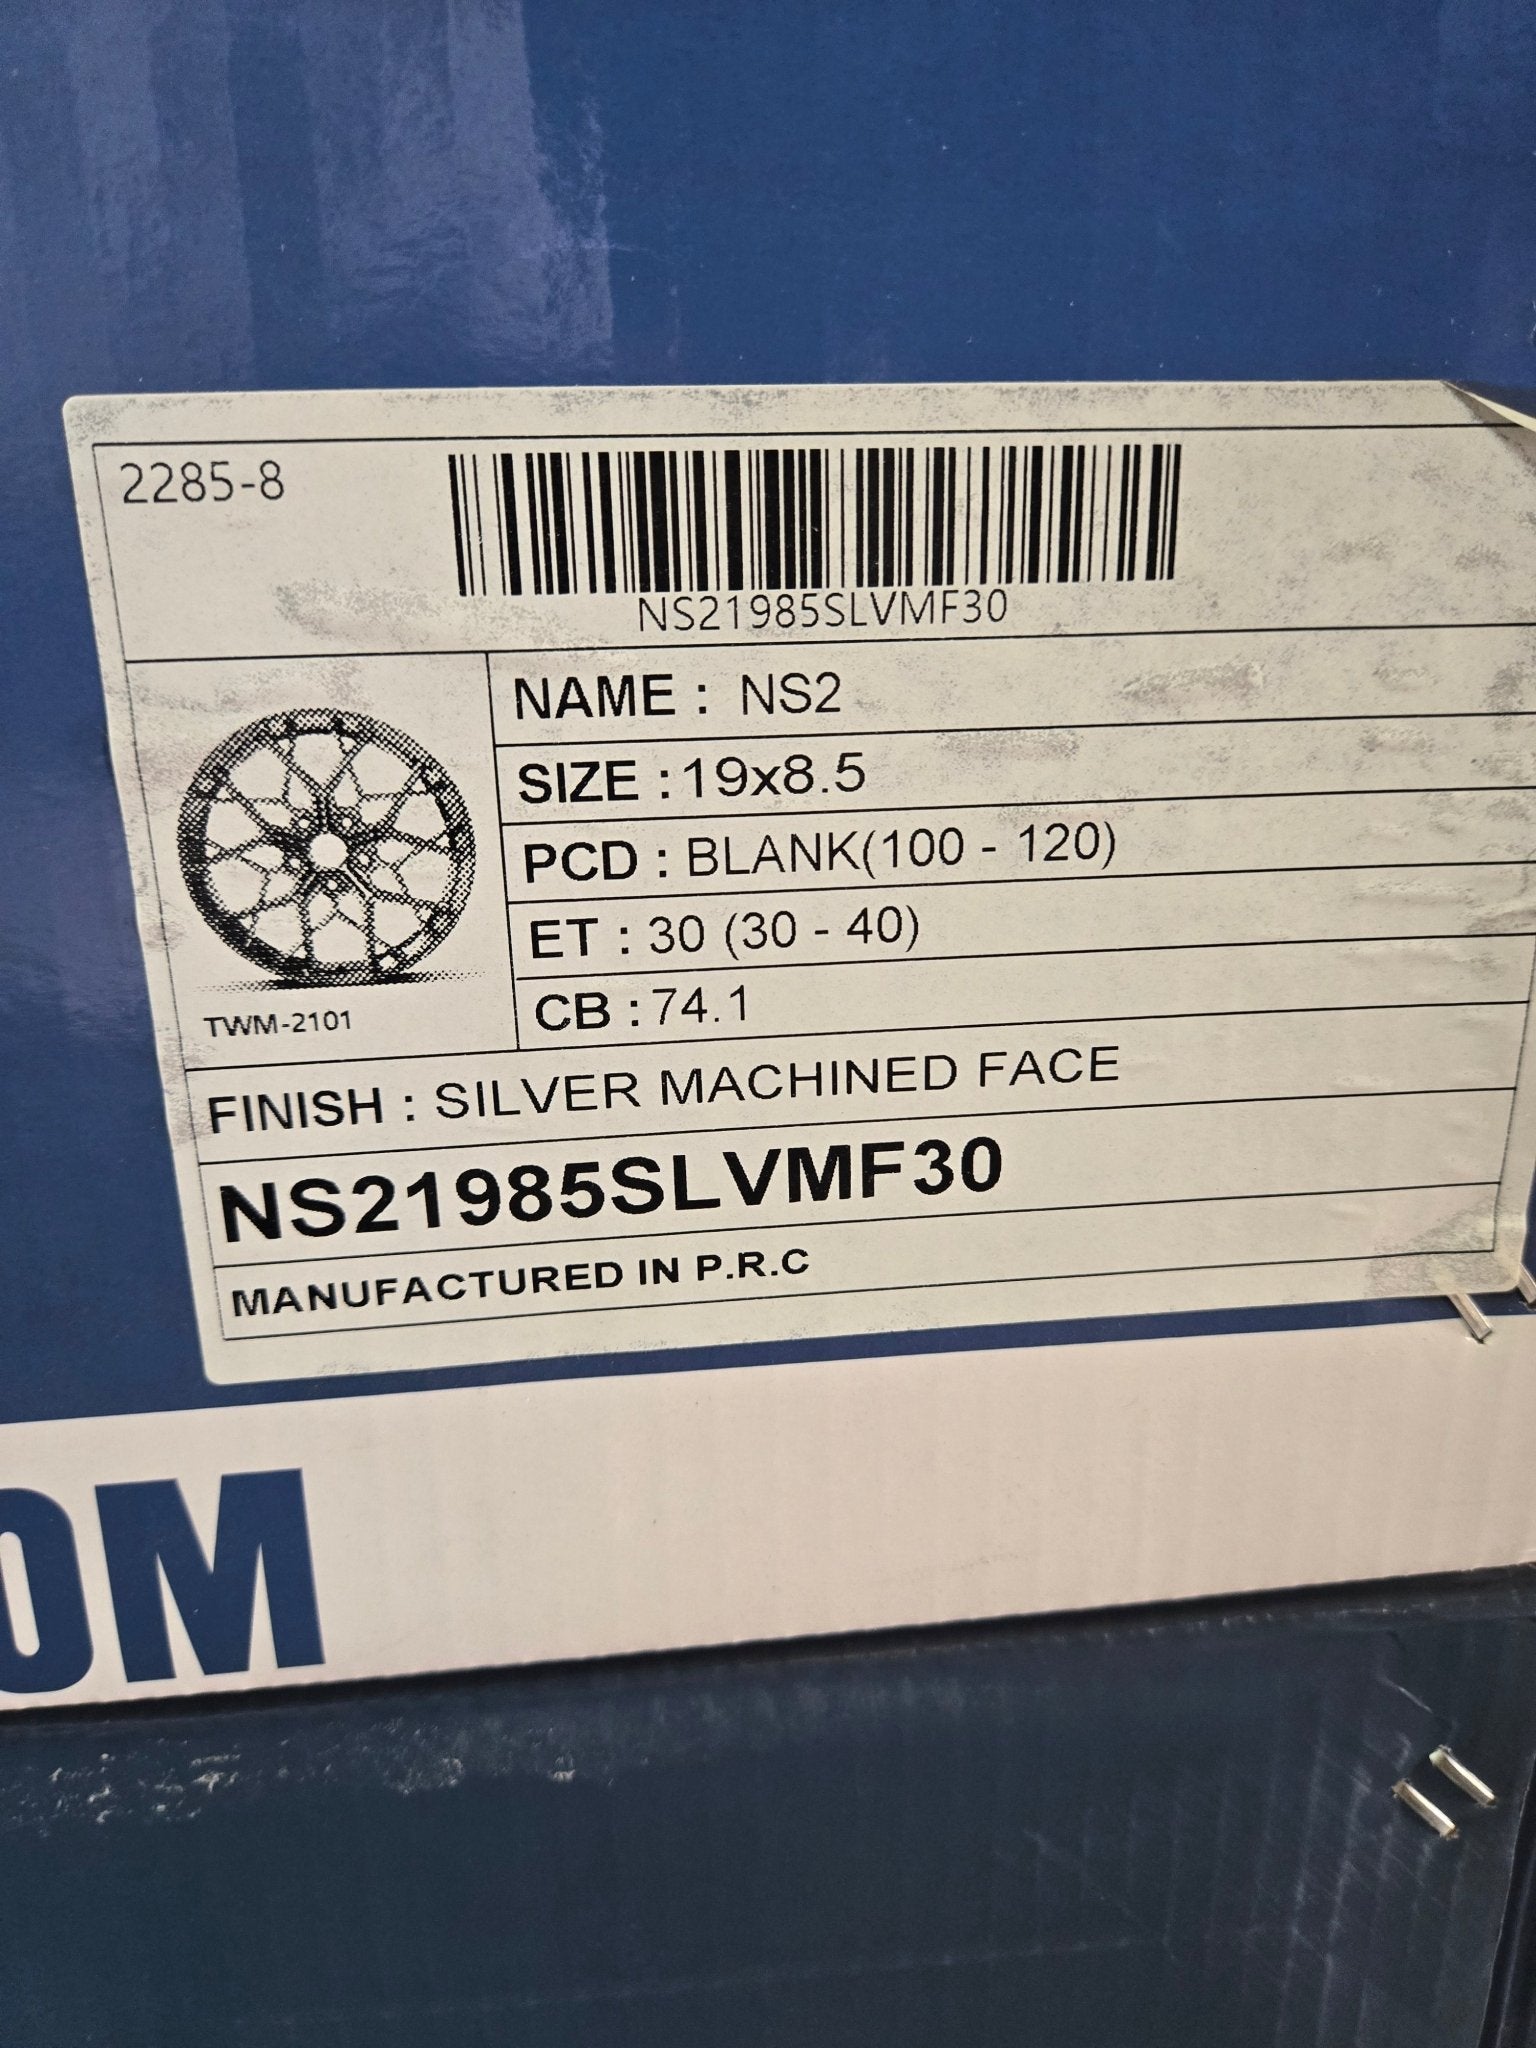 2285-8
NS21985SLVMF30
NAME : NS2
SIZE :19x8.5
PCD : BLANK(100 - 120)
ET : 30 (30 - 40)
CB : 74.1
TWM-2101
FINISH : SILVER MACHINED FACE
NS21985SLVMF30
MANUFACTURED IN P.R.C
OM